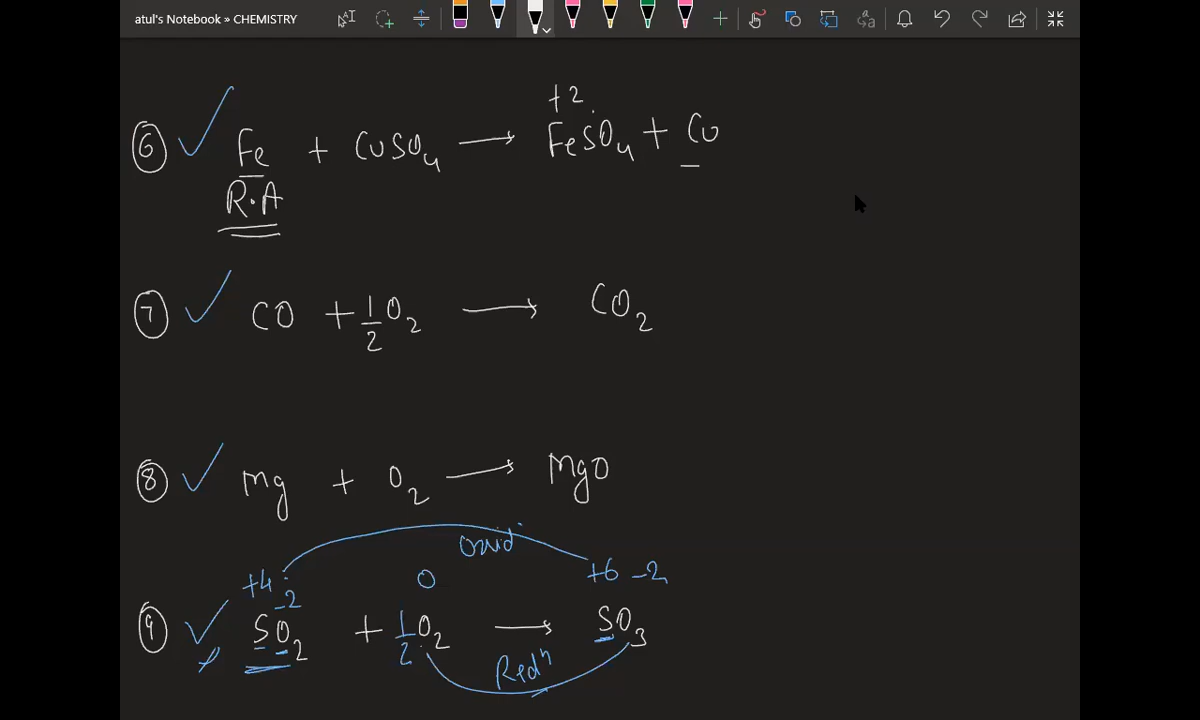 atul's Notebook » CHEMISTRY
+2
⑥ Fe + CuSO4 → FeSO4 + Cu
R.A
⑦ CO + 1/2 O2 → CO2
⑧ Mg + O2 → MgO
Oxid
+4 -2 0 +6 -2
⑨ SO2 + 1/2 O2 → SO3
Redⁿ